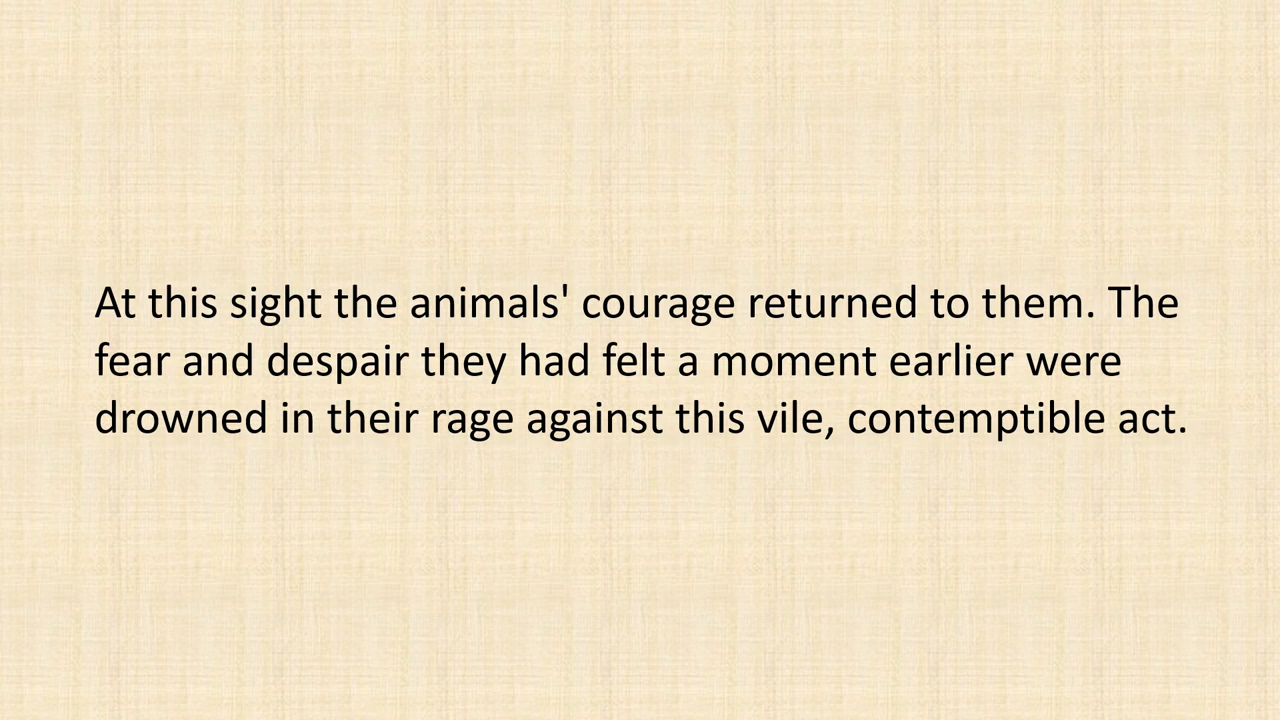 At this sight the animals' courage returned to them. The
fear and despair they had felt a moment earlier were
drowned in their rage against this vile, contemptible act.